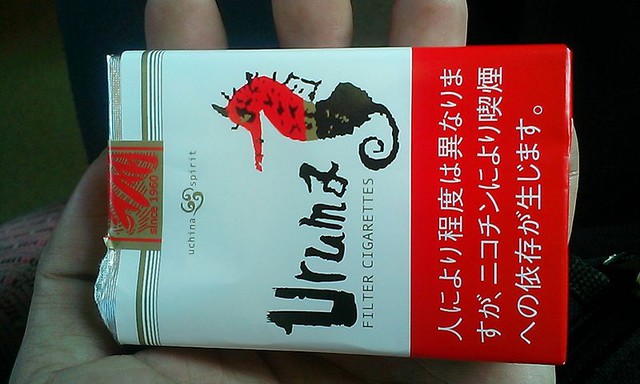 since 1960
uchina spirit
Uruma
FILTER CIGARETTES
人により程度は異なりま
すが、ニコチンにより喫煙
への依存が生じます。